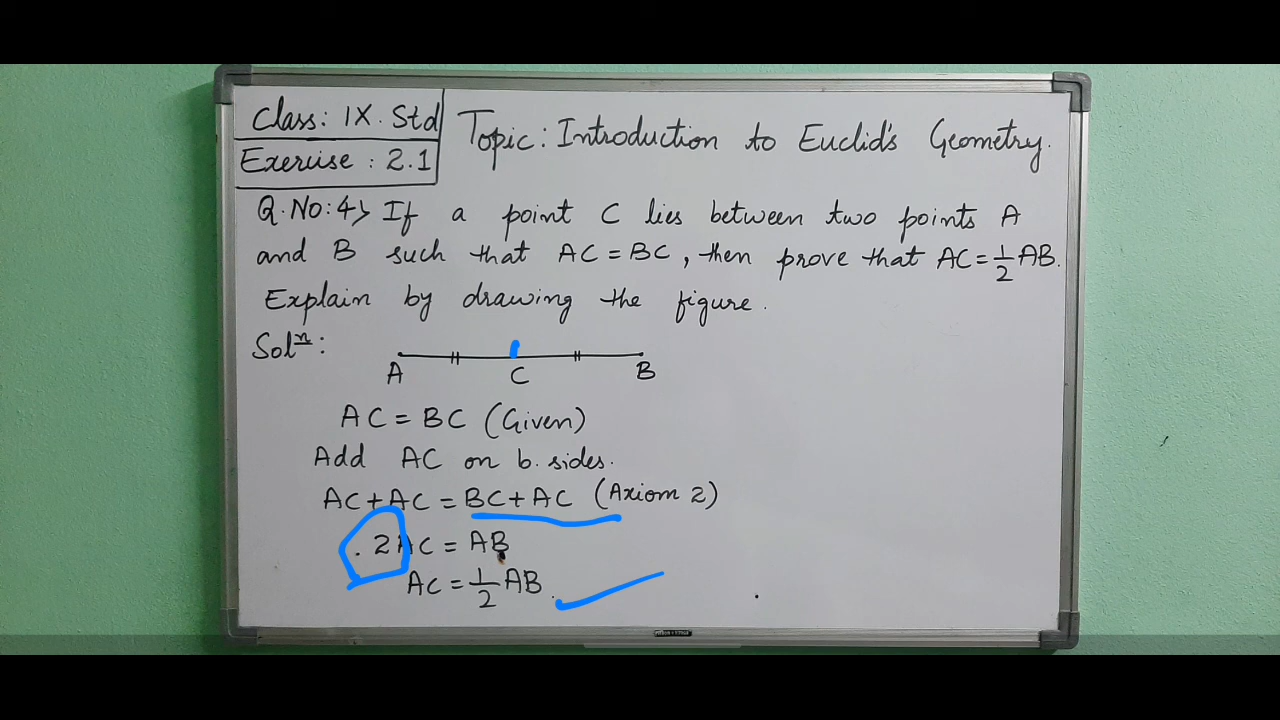 Class: IX. Std
Exercise: 2.1
Topic: Introduction to Euclid's Geometry.
Q.No:4> If a point C lies between two points A
and B such that AC = BC, then prove that AC = 1/2 AB.
Explain by drawing the figure.
Solⁿ:
A C B
AC = BC (Given)
Add AC on b. sides.
AC + AC = BC + AC (Axiom 2)
. 2AC = AB
AC = 1/2 AB.